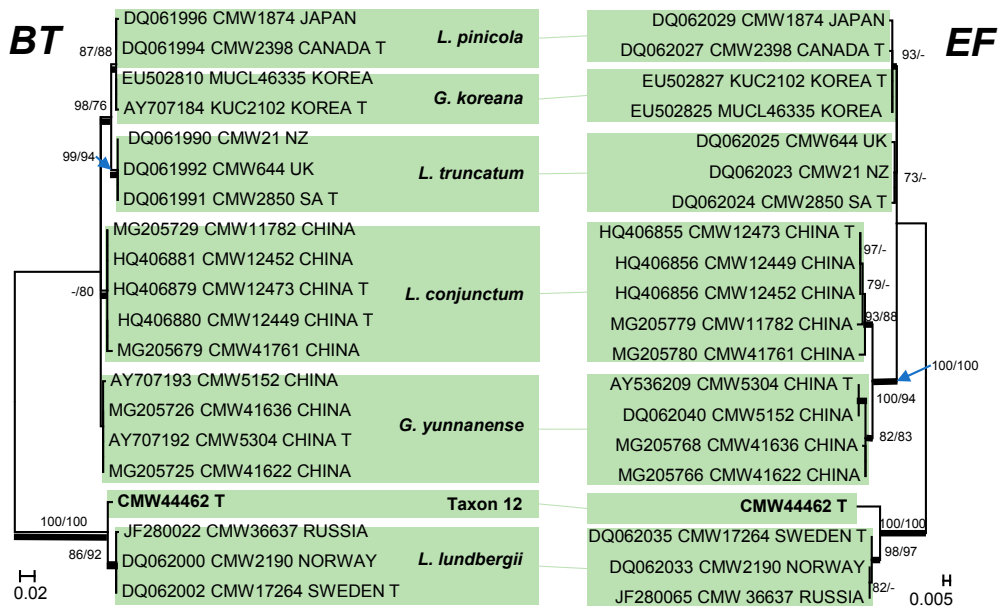 BT
EF
DQ061996 CMW1874 JAPAN
DQ061994 CMW2398 CANADA T
EU502810 MUCL46335 KOREA
AY707184 KUC2102 KOREA T
DQ061990 CMW21 NZ
DQ061992 CMW644 UK
DQ061991 CMW2850 SA T
MG205729 CMW11782 CHINA
HQ406881 CMW12452 CHINA
HQ406879 CMW12473 CHINA T
HQ406880 CMW12449 CHINA T
MG205679 CMW41761 CHINA
AY707193 CMW5152 CHINA
MG205726 CMW41636 CHINA
AY707192 CMW5304 CHINA T
MG205725 CMW41622 CHINA
CMW44462 T
JF280022 CMW36637 RUSSIA
DQ062000 CMW2190 NORWAY
DQ062002 CMW17264 SWEDEN T
87/88
98/76
99/94
-/80
100/100
86/92
0.02
L. pinicola
G. koreana
L. truncatum
L. conjunctum
G. yunnanense
Taxon 12
L. lundbergii
DQ062029 CMW1874 JAPAN
DQ062027 CMW2398 CANADA T
EU502827 KUC2102 KOREA T
EU502825 MUCL46335 KOREA
DQ062025 CMW644 UK
DQ062023 CMW21 NZ
DQ062024 CMW2850 SA T
HQ406855 CMW12473 CHINA T
HQ406856 CMW12449 CHINA
HQ406856 CMW12452 CHINA
MG205779 CMW11782 CHINA
MG205780 CMW41761 CHINA
AY536209 CMW5304 CHINA T
DQ062040 CMW5152 CHINA
MG205768 CMW41636 CHINA
MG205766 CMW41622 CHINA
CMW44462 T
DQ062035 CMW17264 SWEDEN T
DQ062033 CMW2190 NORWAY
JF280065 CMW 36637 RUSSIA
93/-
73/-
97/-
79/-
93/88
100/100
100/94
82/83
100/100
98/97
82/-
0.005